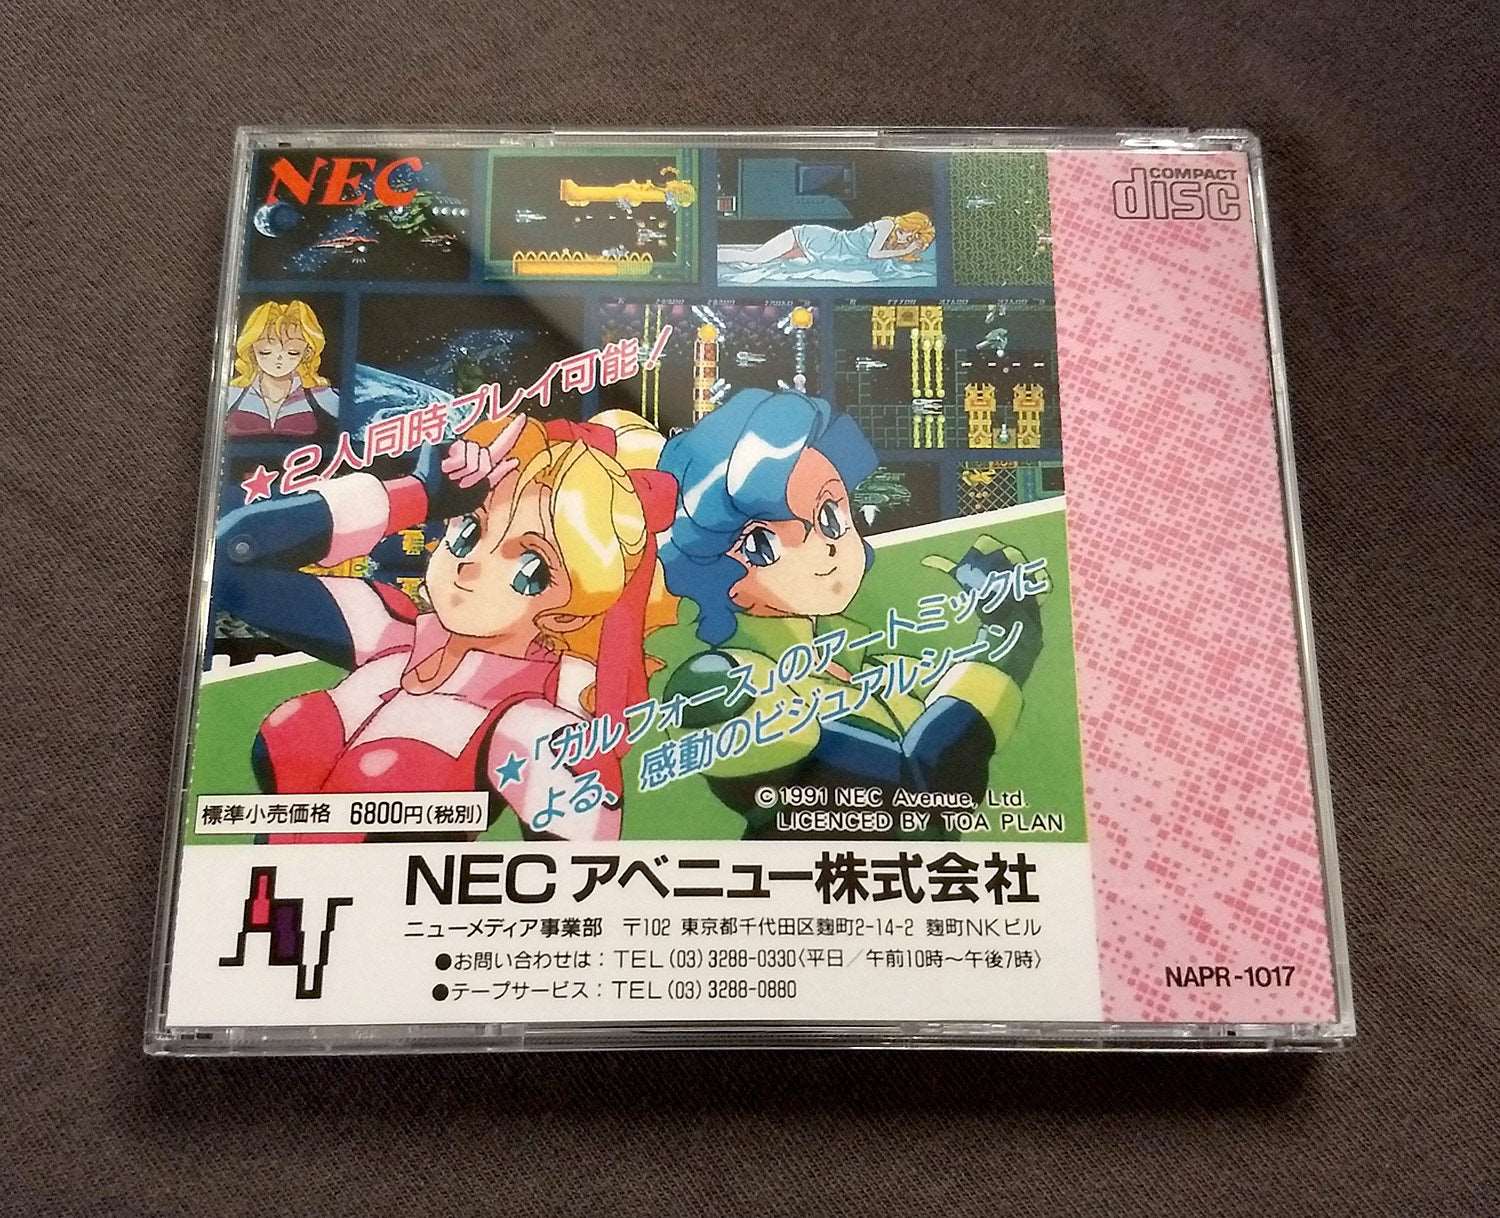 NEC
COMPACT
disc
★2人同時プレイ可能！
★「ガルフォース」のアートミックに
よる、感動のビジュアルシーン
標準小売価格 6800円(税別)
©1991 NEC Avenue, Ltd.
LICENCED BY TOA PLAN
NECアベニュー株式会社
ニューメディア事業部 〒102 東京都千代田区麹町2-14-2 麹町NKビル
●お問い合わせは：TEL(03)3288-0330〈平日／午前10時～午後7時〉
●テープサービス：TEL(03)3288-0880
NAPR-1017